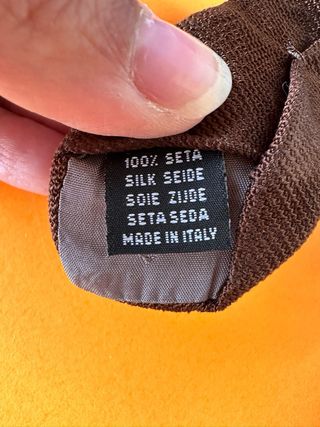 100% SETA
SILK SEIDE
SOIE ZIJDE
SETA SEDA
MADE IN ITALY